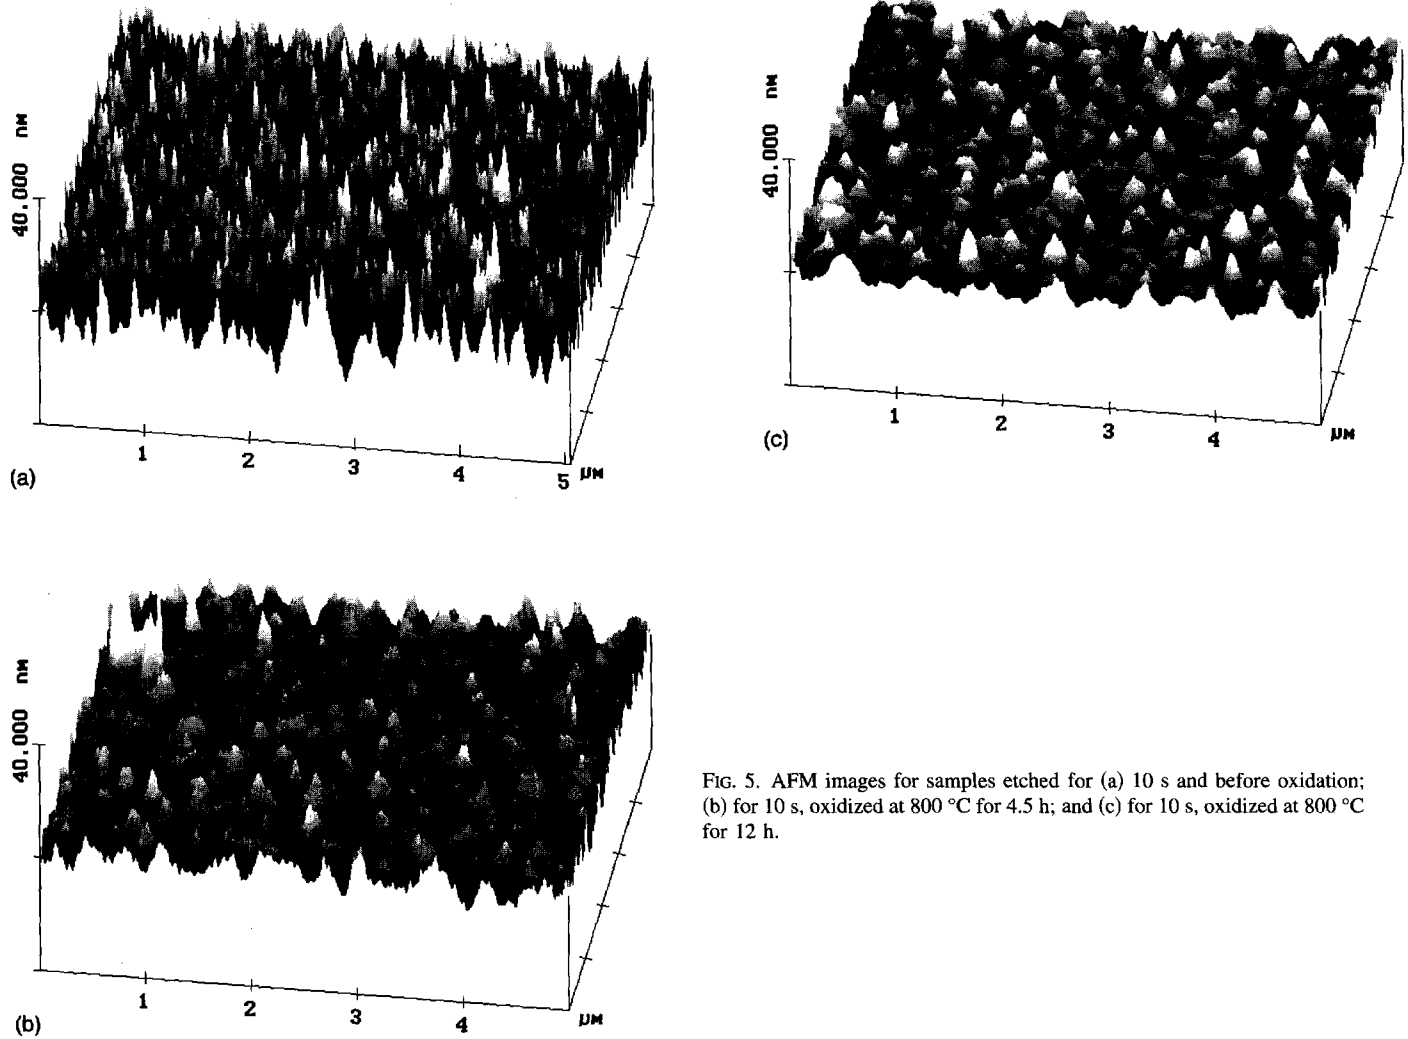 40.000 nM
1 2 3 4 5 µM
(a)
40.000 nM
1 2 3 4 µM
(c)
40.000 nM
1 2 3 4 µM
(b)
FIG. 5. AFM images for samples etched for (a) 10 s and before oxidation;
(b) for 10 s, oxidized at 800 °C for 4.5 h; and (c) for 10 s, oxidized at 800 °C
for 12 h.